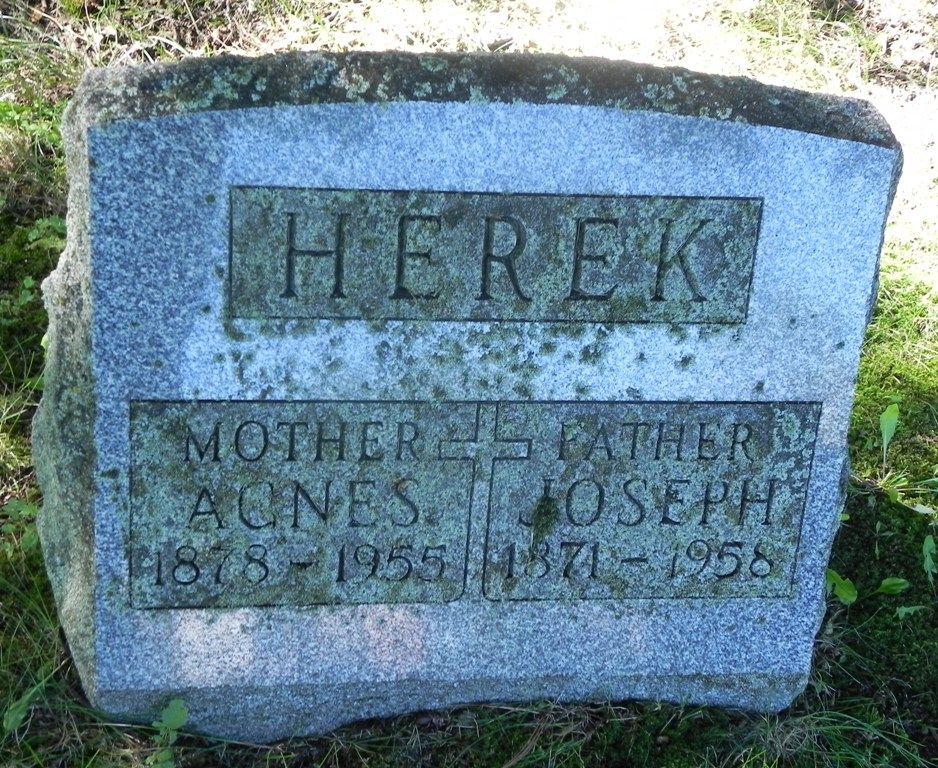 HEREK
MOTHER
AGNES
1878 - 1955
FATHER
JOSEPH
1871 - 1958